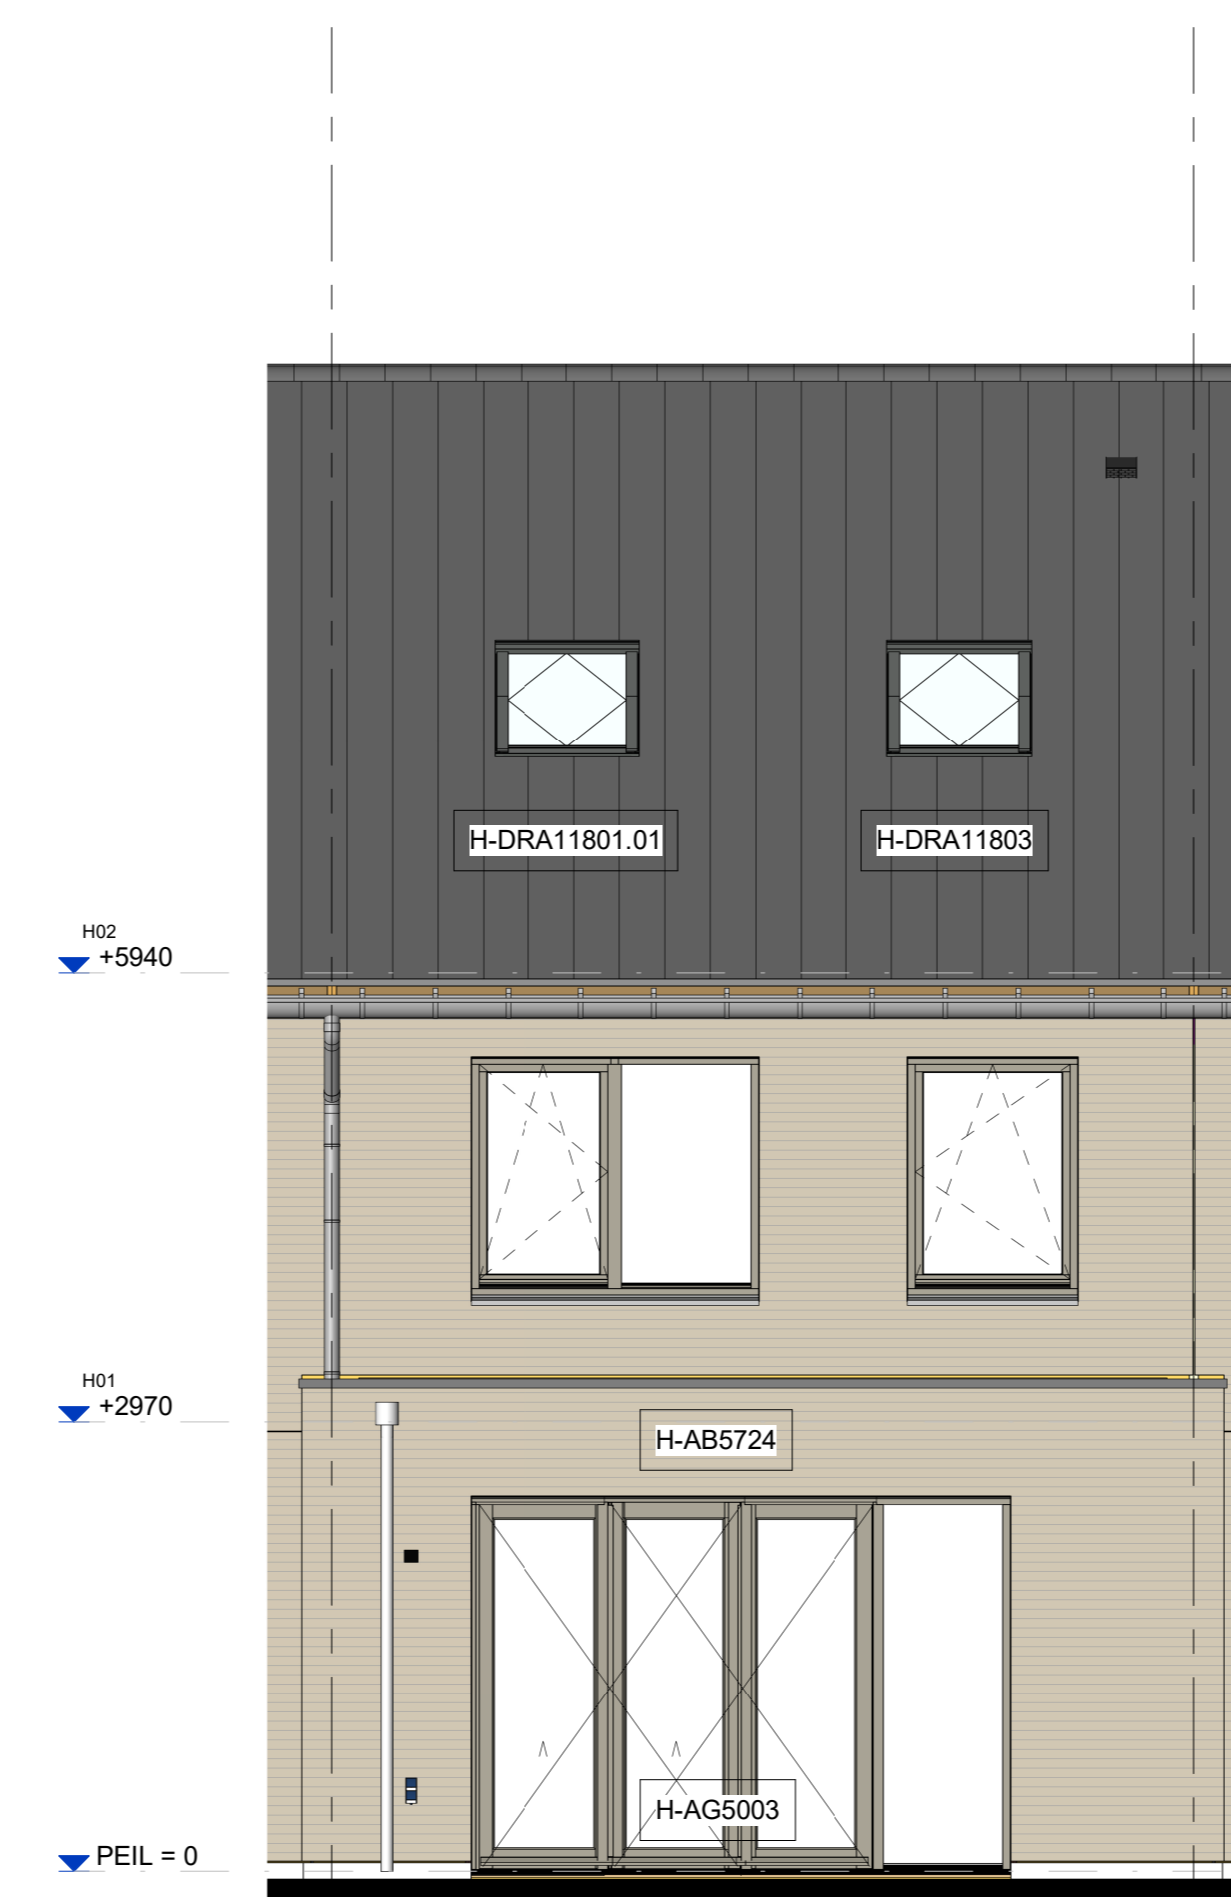 H-DRA11801.01
H-DRA11803
H02
+5940
H01
+2970
H-AB5724
H-AG5003
PEIL = 0